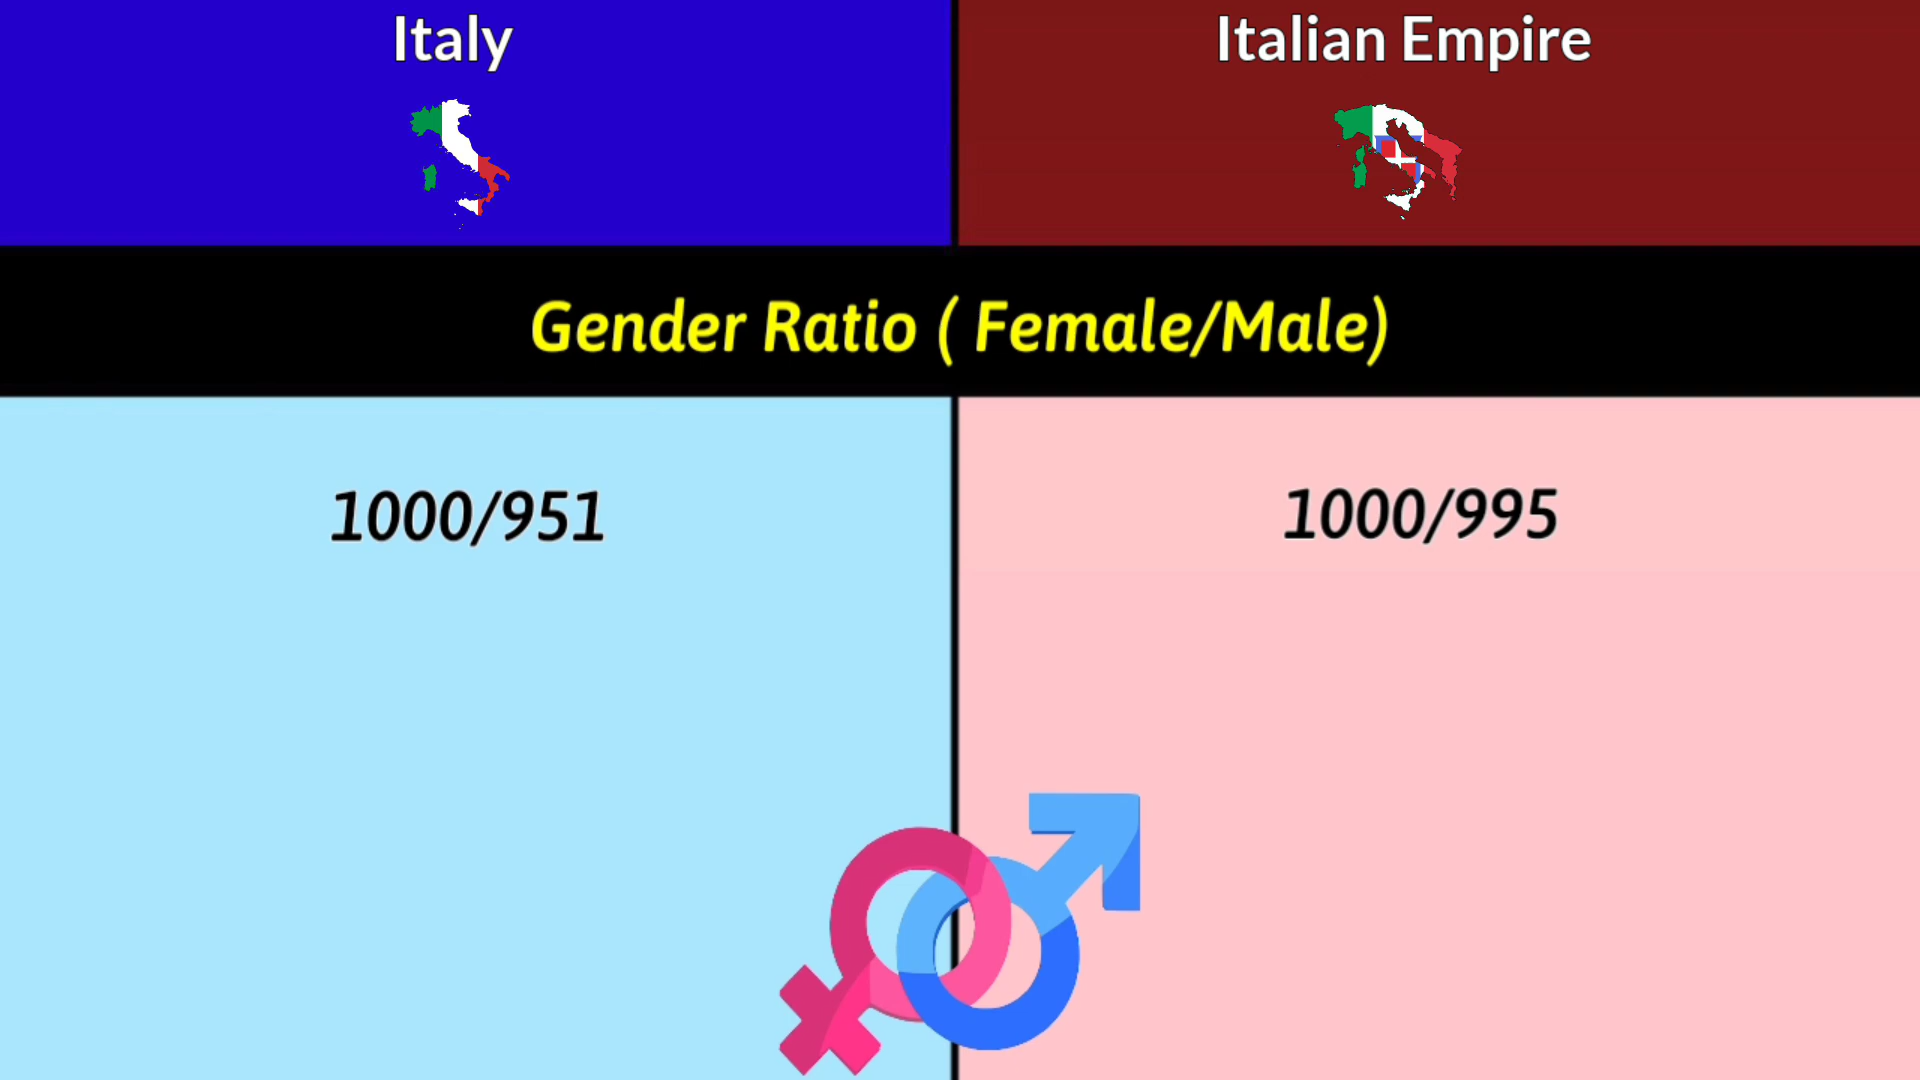 Italy
Italian Empire
Gender Ratio ( Female/Male)
1000/951
1000/995